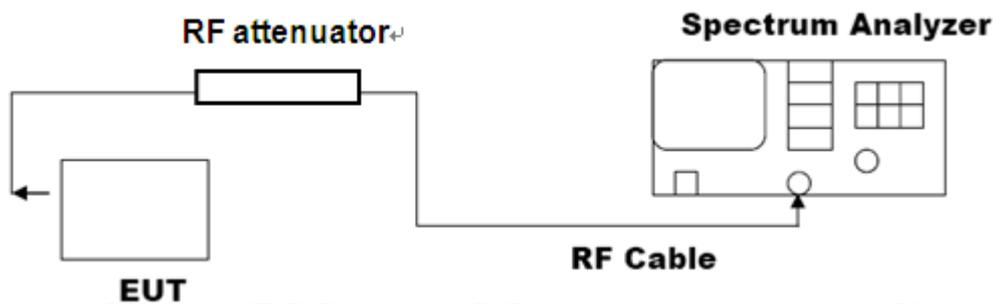 RF attenuator↵
Spectrum Analyzer
RF Cable
EUT